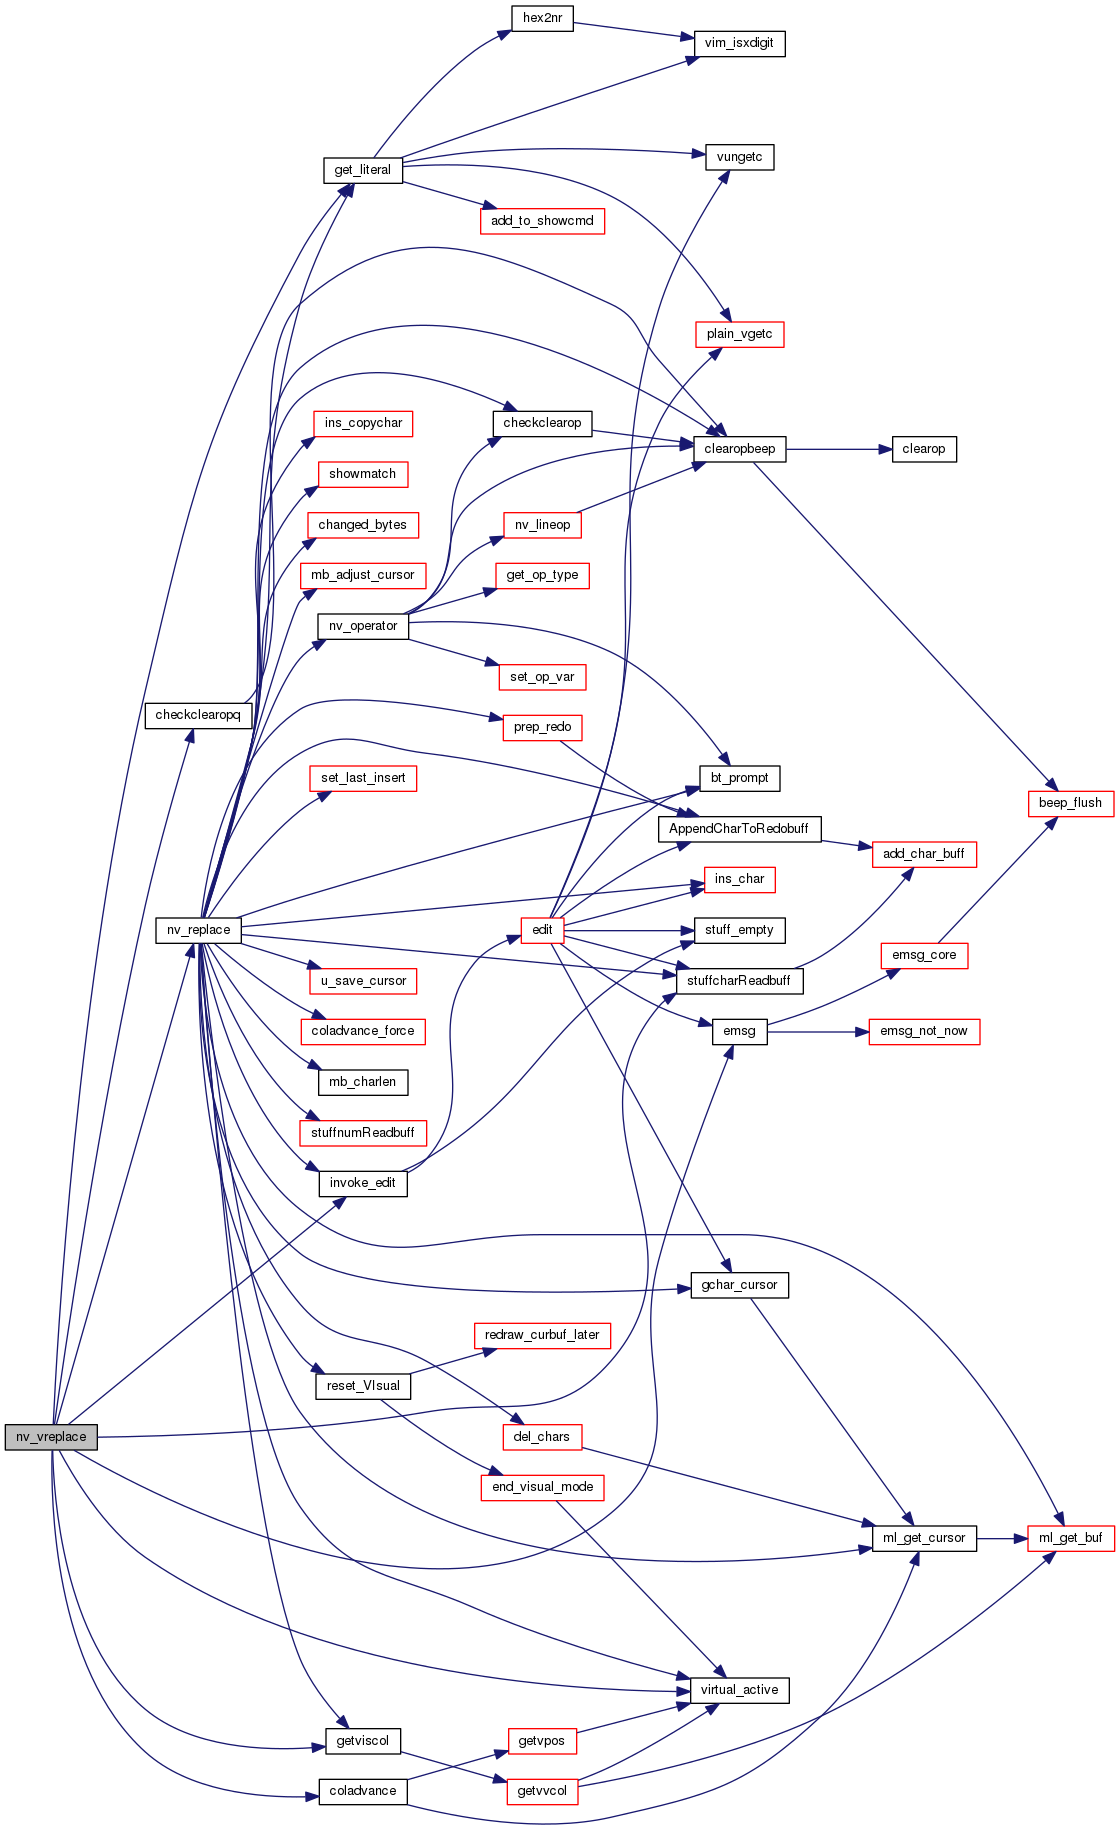 hex2nr
vim_isxdigit
vungetc
get_literal
add_to_showcmd
plain_vgetc
ins_copychar
checkclearop
clearopbeep
clearop
showmatch
changed_bytes
nv_lineop
mb_adjust_cursor
get_op_type
nv_operator
set_op_var
checkclearopq
prep_redo
set_last_insert
bt_prompt
beep_flush
AppendCharToRedobuff
add_char_buff
ins_char
nv_replace
edit
stuff_empty
emsg_core
u_save_cursor
stuffcharReadbuff
coladvance_force
emsg
emsg_not_now
mb_charlen
stuffnumReadbuff
invoke_edit
gchar_cursor
redraw_curbuf_later
reset_VIsual
nv_vreplace
del_chars
end_visual_mode
ml_get_cursor
ml_get_buf
virtual_active
getviscol
getvpos
coladvance
getvvcol